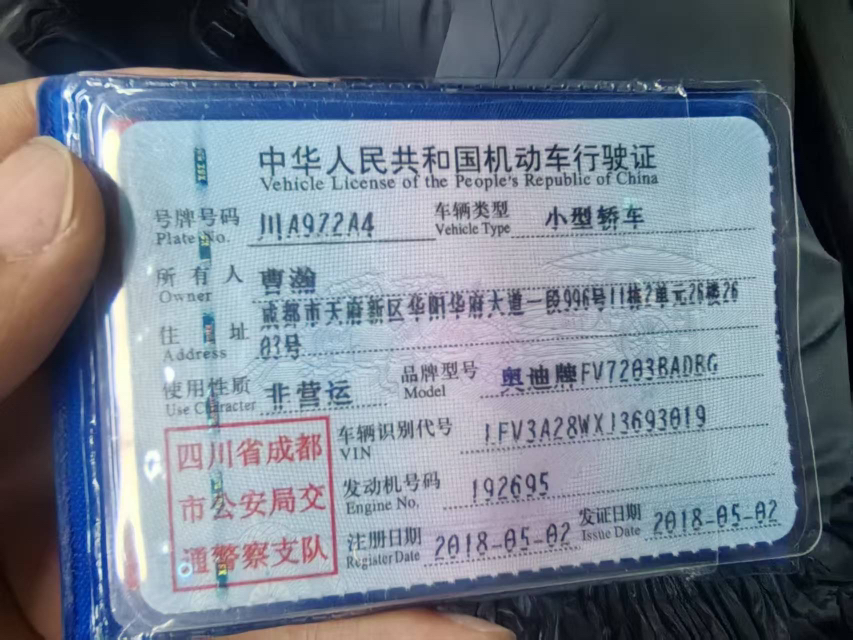 中华人民共和国机动车行驶证
Vehicle License of the People's Republic of China
号牌号码 川A972A4 车辆类型 小型轿车
Plate No. Vehicle Type
所有人 曹瀚
Owner
住址 成都市天府新区华阳华府大道一段996号11栋2单元26楼26
Address 03号
使用性质 非营运 品牌型号 奥迪牌FV7203BADBG
Use Character Model
四川省成都
市公安局交
通警察支队
车辆识别代号 LFV3A28WXJ3693019
VIN
发动机号码 192695
Engine No.
注册日期 2018-05-02 发证日期 2018-05-02
Register Date Issue Date